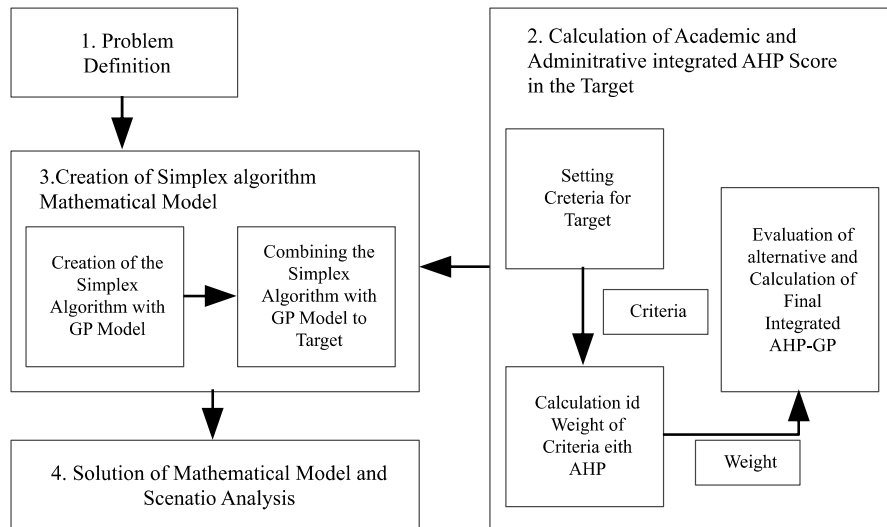 1. Problem
Definition
2. Calculation of Academic and
Adminitrative integrated AHP Score
in the Target
3.Creation of Simplex algorithm
Mathematical Model
Creation of the
Simplex
Algorithm with
GP Model
Combining the
Simplex
Algorithm with
GP Model to
Target
Setting
Creteria for
Target
Criteria
Calculation id
Weight of
Criteria eith
AHP
Weight
Evaluation of
alternative and
Calculation of
Final
Integrated
AHP-GP
4. Solution of Mathematical Model and
Scenatio Analysis